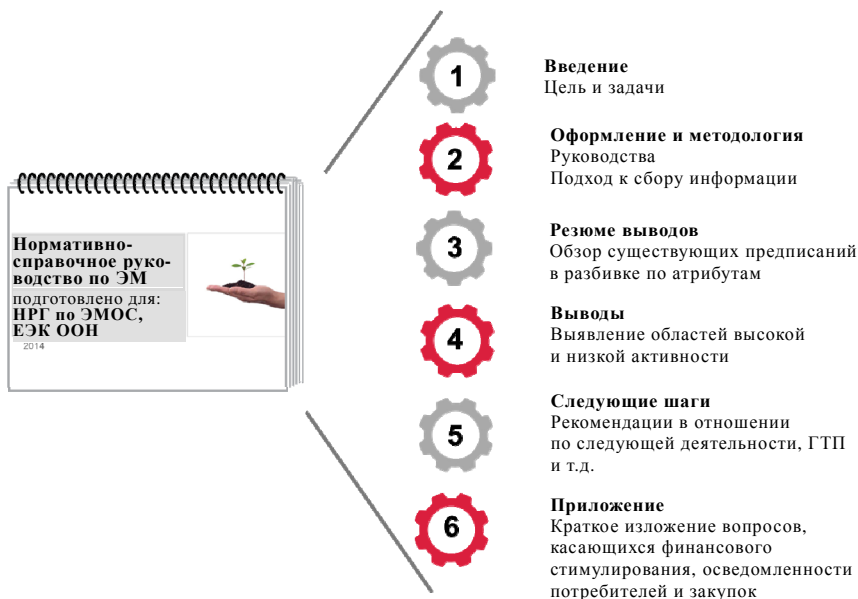 Нормативно-
справочное руко-
водство по ЭМ
подготовлено для:
НРГ по ЭМОС,
ЕЭК ООН
2014
1
Введение
Цель и задачи
2
Оформление и методология
Руководства
Подход к сбору информации
3
Резюме выводов
Обзор существующих предписаний
в разбивке по атрибутам
4
Выводы
Выявление областей высокой
и низкой активности
5
Следующие шаги
Рекомендации в отношении
по следующей деятельности, ГТП
и т.д.
6
Приложение
Краткое изложение вопросов,
касающихся финансового
стимулирования, осведомленности
потребителей и закупок